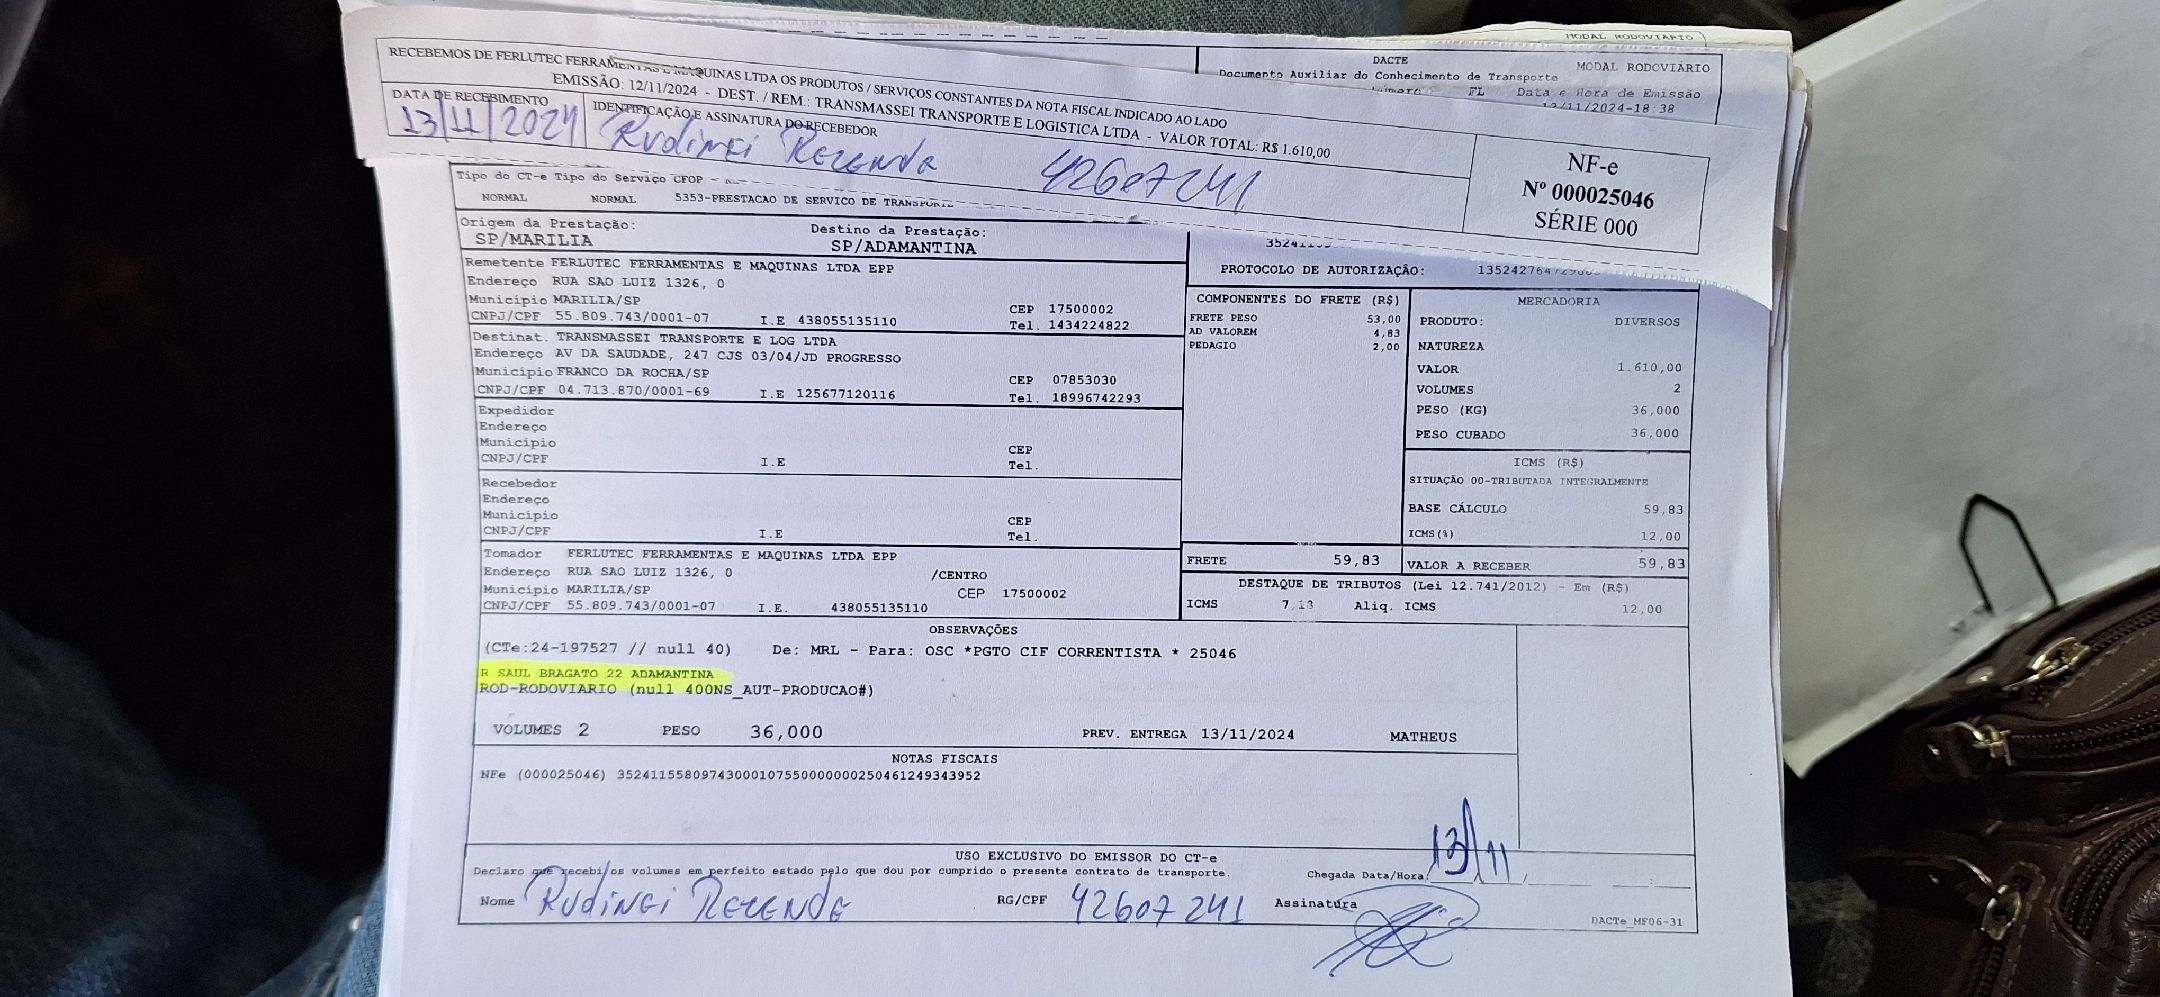 MODAL RODOVIARIO
RECEBEMOS DE FERLUTEC FERRAMENTAS E MAQUINAS LTDA OS PRODUTOS / SERVIÇOS CONSTANTES DA NOTA FISCAL INDICADO AO LADO
EMISSÃO: 12/11/2024 - DEST. / REM.: TRANSMASSEI TRANSPORTE E LOGISTICA LTDA - VALOR TOTAL: R$ 1.610,00
DATA DE RECEBIMENTO
13/11/2024
IDENTIFICAÇÃO E ASSINATURA DO RECEBEDOR
Rudinei Rezende 42607241
NF-e
Nº 000025046
SÉRIE 000
DACTE MODAL RODOVIÁRIO
Documento Auxiliar do Conhecimento de Transporte
FL Data e Hora de Emissão
12/11/2024-18:38
Tipo do CT-e Tipo do Serviço CFOP -
NORMAL NORMAL 5353-PRESTACAO DE SERVICO DE TRANSPORTE
Origem da Prestação: Destino da Prestação:
SP/MARILIA SP/ADAMANTINA
PROTOCOLO DE AUTORIZAÇÃO:
Remetente FERLUTEC FERRAMENTAS E MAQUINAS LTDA EPP
Endereço RUA SAO LUIZ 1326, 0
Município MARILIA/SP CEP 17500002
CNPJ/CPF 55.809.743/0001-07 I.E 438055135110 Tel. 1434224822
Destinat. TRANSMASSEI TRANSPORTE E LOG LTDA
Endereço AV DA SAUDADE, 247 CJS 03/04/JD PROGRESSO
Município FRANCO DA ROCHA/SP CEP 07853030
CNPJ/CPF 04.713.870/0001-69 I.E 125677120116 Tel. 18996742293
Expedidor
Endereço
Município CEP
CNPJ/CPF I.E Tel.
Recebedor
Endereço
Município CEP
CNPJ/CPF I.E Tel.
Tomador FERLUTEC FERRAMENTAS E MAQUINAS LTDA EPP
Endereço RUA SAO LUIZ 1326, 0 /CENTRO
Município MARILIA/SP CEP 17500002
CNPJ/CPF 55.809.743/0001-07 I.E. 438055135110
COMPONENTES DO FRETE (R$)
FRETE PESO 53,00
AD VALOREM 4,83
PEDAGIO 2,00
MERCADORIA
PRODUTO: DIVERSOS
NATUREZA
VALOR 1.610,00
VOLUMES 2
PESO (KG) 36,000
PESO CUBADO 36,000
ICMS (R$)
SITUAÇÃO 00-TRIBUTADA INTEGRALMENTE
BASE CÁLCULO 59,83
ICMS(%) 12,00
FRETE 59,83 VALOR A RECEBER 59,83
DESTAQUE DE TRIBUTOS (Lei 12.741/2012) - Em (R$)
ICMS 7,18 Aliq. ICMS 12,00
OBSERVAÇÕES
(CTe:24-197527 // null 40) De: MRL - Para: OSC *PGTO CIF CORRENTISTA * 25046
R SAUL BRAGATO 22 ADAMANTINA
ROD-RODOVIARIO (null 400NS_AUT-PRODUCAO#)
VOLUMES 2 PESO 36,000 PREV. ENTREGA 13/11/2024 MATHEUS
NOTAS FISCAIS
NFe (000025046) 35241155809743000107550000000250461249343952
USO EXCLUSIVO DO EMISSOR DO CT-e
Declaro que recebi os volumes em perfeito estado pelo que dou por cumprido o presente contrato de transporte. Chegada Data/Hora: 13/11
Nome Rudinei Rezende RG/CPF 42607241 Assinatura
DACTe_MF06-31